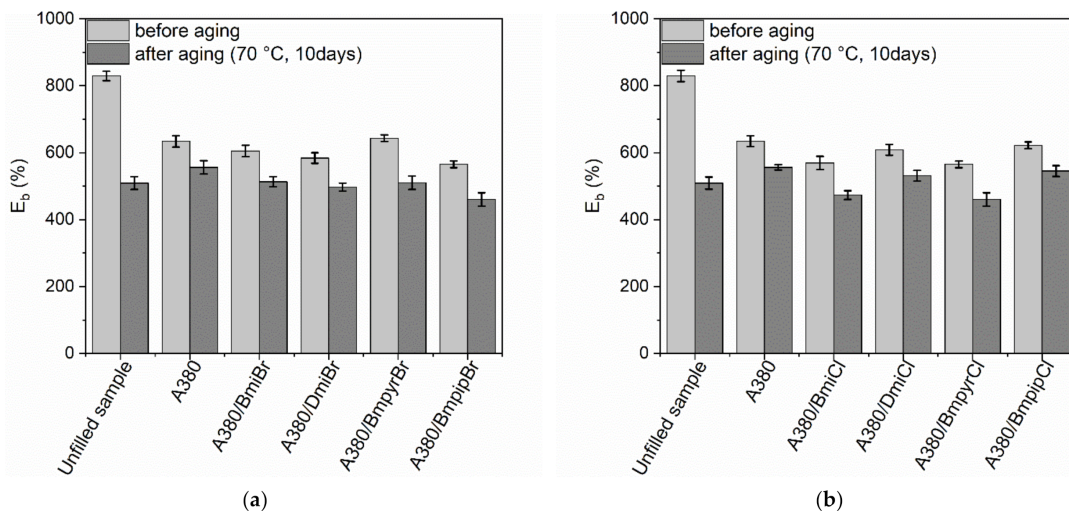 1000
800
600
400
200
0
E_b (%)
before aging
after aging (70 °C, 10days)
Unfilled sample
A380
A380/BmiBr
A380/DmiBr
A380/BmpyrBr
A380/BmpipBr
(a)
1000
800
600
400
200
0
E_b (%)
before aging
after aging (70 °C, 10days)
Unfilled sample
A380
A380/BmiCl
A380/DmiCl
A380/BmpyrCl
A380/BmpipCl
(b)